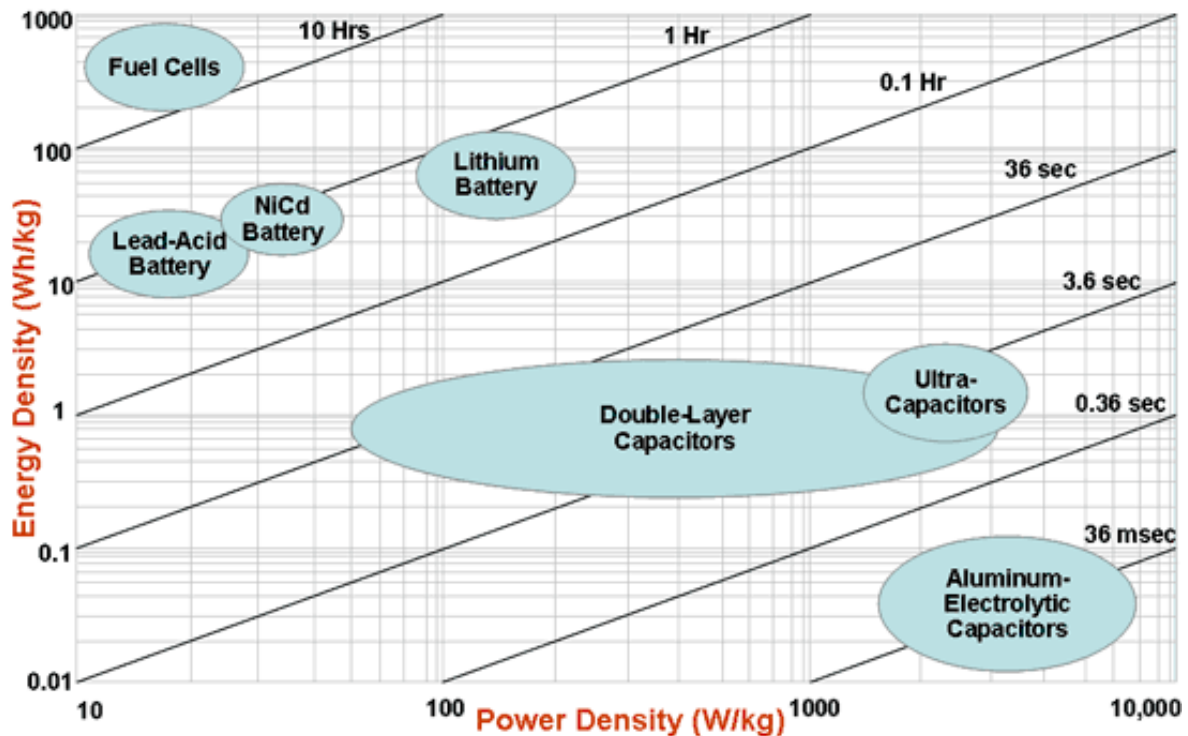 1000
10 Hrs
1 Hr
Fuel Cells
0.1 Hr
100
Lithium
Battery
36 sec
NiCd
Battery
Lead-Acid
Battery
10
3.6 sec
Ultra-
Capacitors
1
Double-Layer
Capacitors
0.36 sec
0.1
36 msec
Aluminum-
Electrolytic
Capacitors
0.01
Energy Density (Wh/kg)
10
100
Power Density (W/kg)
1000
10,000